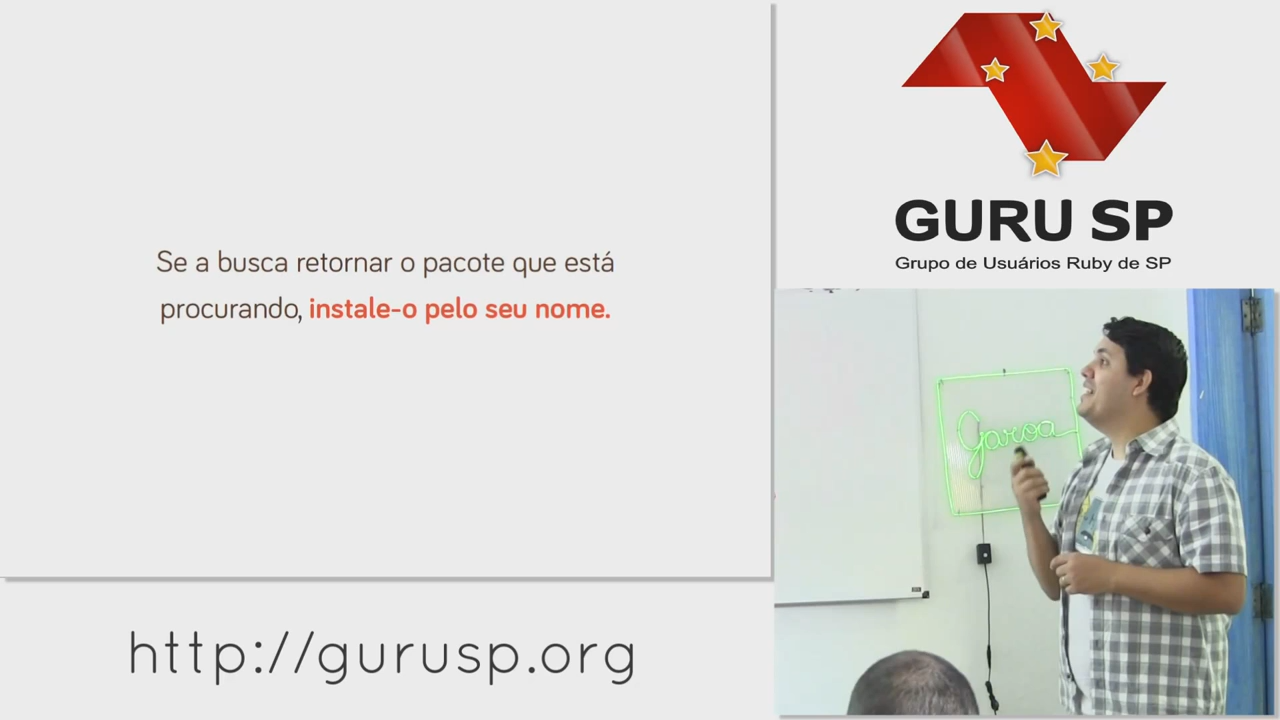 Se a busca retornar o pacote que está
procurando, instale-o pelo seu nome.
GURU SP
Grupo de Usuários Ruby de SP
Garoa
http://gurusp.org